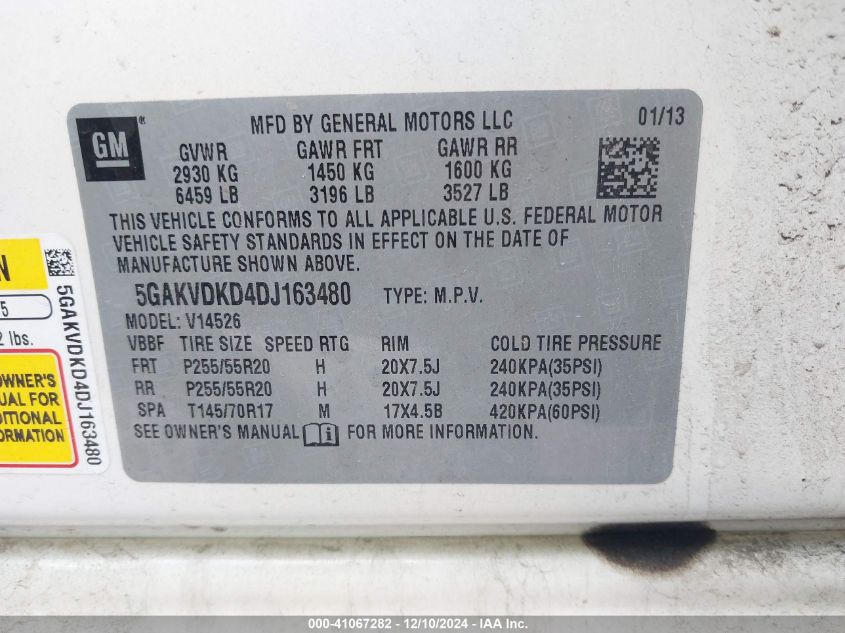 GM
®
MFD BY GENERAL MOTORS LLC 01/13
GVWR GAWR FRT GAWR RR
2930 KG 1450 KG 1600 KG
6459 LB 3196 LB 3527 LB
THIS VEHICLE CONFORMS TO ALL APPLICABLE U.S. FEDERAL MOTOR
VEHICLE SAFETY STANDARDS IN EFFECT ON THE DATE OF
MANUFACTURE SHOWN ABOVE.
5GAKVDKD4DJ163480 TYPE: M.P.V.
MODEL: V14526
VBBF TIRE SIZE SPEED RTG RIM COLD TIRE PRESSURE
FRT P255/55R20 H 20X7.5J 240KPA(35PSI)
RR P255/55R20 H 20X7.5J 240KPA(35PSI)
SPA T145/70R17 M 17X4.5B 420KPA(60PSI)
SEE OWNER'S MANUAL i FOR MORE INFORMATION.
N
5
2 lbs.
OWNER'S
UAL FOR
ITIONAL
ORMATION
5GAKVDKD4DJ163480
000-41067282 - 12/10/2024 - IAA Inc.